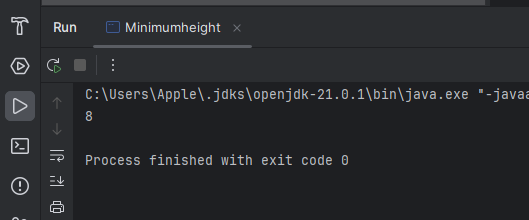 Run
Minimumheight
C:\Users\Apple\.jdks\openjdk-21.0.1\bin\java.exe "-javaa
8
Process finished with exit code 0